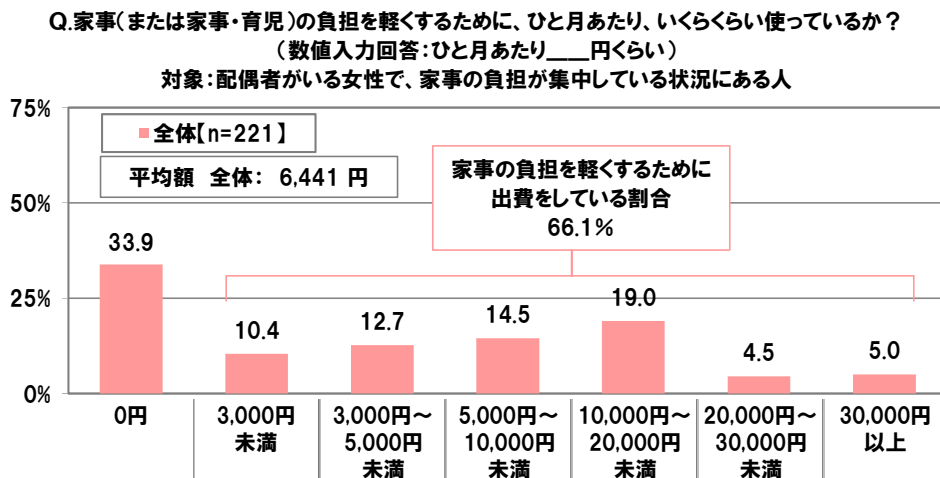 Q.家事(または家事・育児)の負担を軽くするために、ひと月あたり、いくらくらい使っているか？
(数値入力回答：ひと月あたり___円くらい)
対象：配偶者がいる女性で、家事の負担が集中している状況にある人
75%
50%
25%
0%
全体【n=221】
平均額 全体： 6,441 円
家事の負担を軽くするために
出費をしている割合
66.1%
33.9
10.4
12.7
14.5
19.0
4.5
5.0
0円
3,000円
未満
3,000円～
5,000円
未満
5,000円～
10,000円
未満
10,000円～
20,000円
未満
20,000円～
30,000円
未満
30,000円
以上